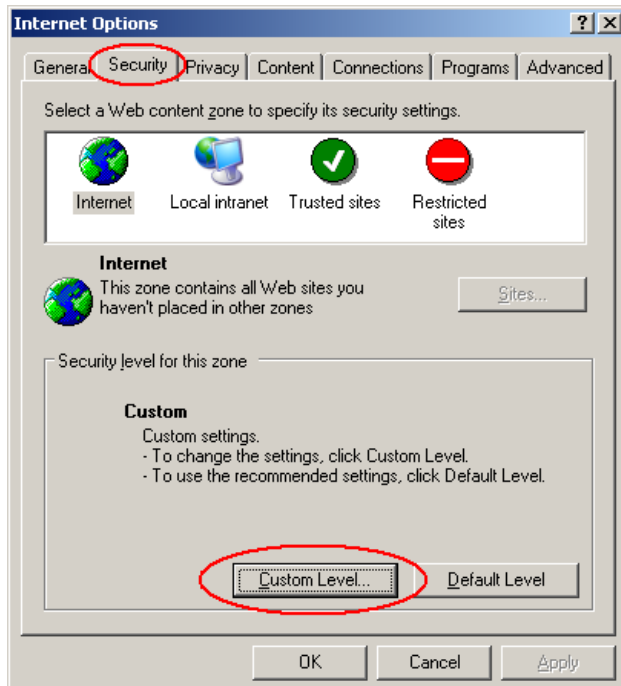 Internet Options
General Security Privacy Content Connections Programs Advanced
Select a Web content zone to specify its security settings.
Internet Local intranet Trusted sites Restricted
sites
Internet
This zone contains all Web sites you
haven't placed in other zones
Sites...
Security level for this zone
Custom
Custom settings.
- To change the settings, click Custom Level.
- To use the recommended settings, click Default Level.
Custom Level... Default Level
OK Cancel Apply